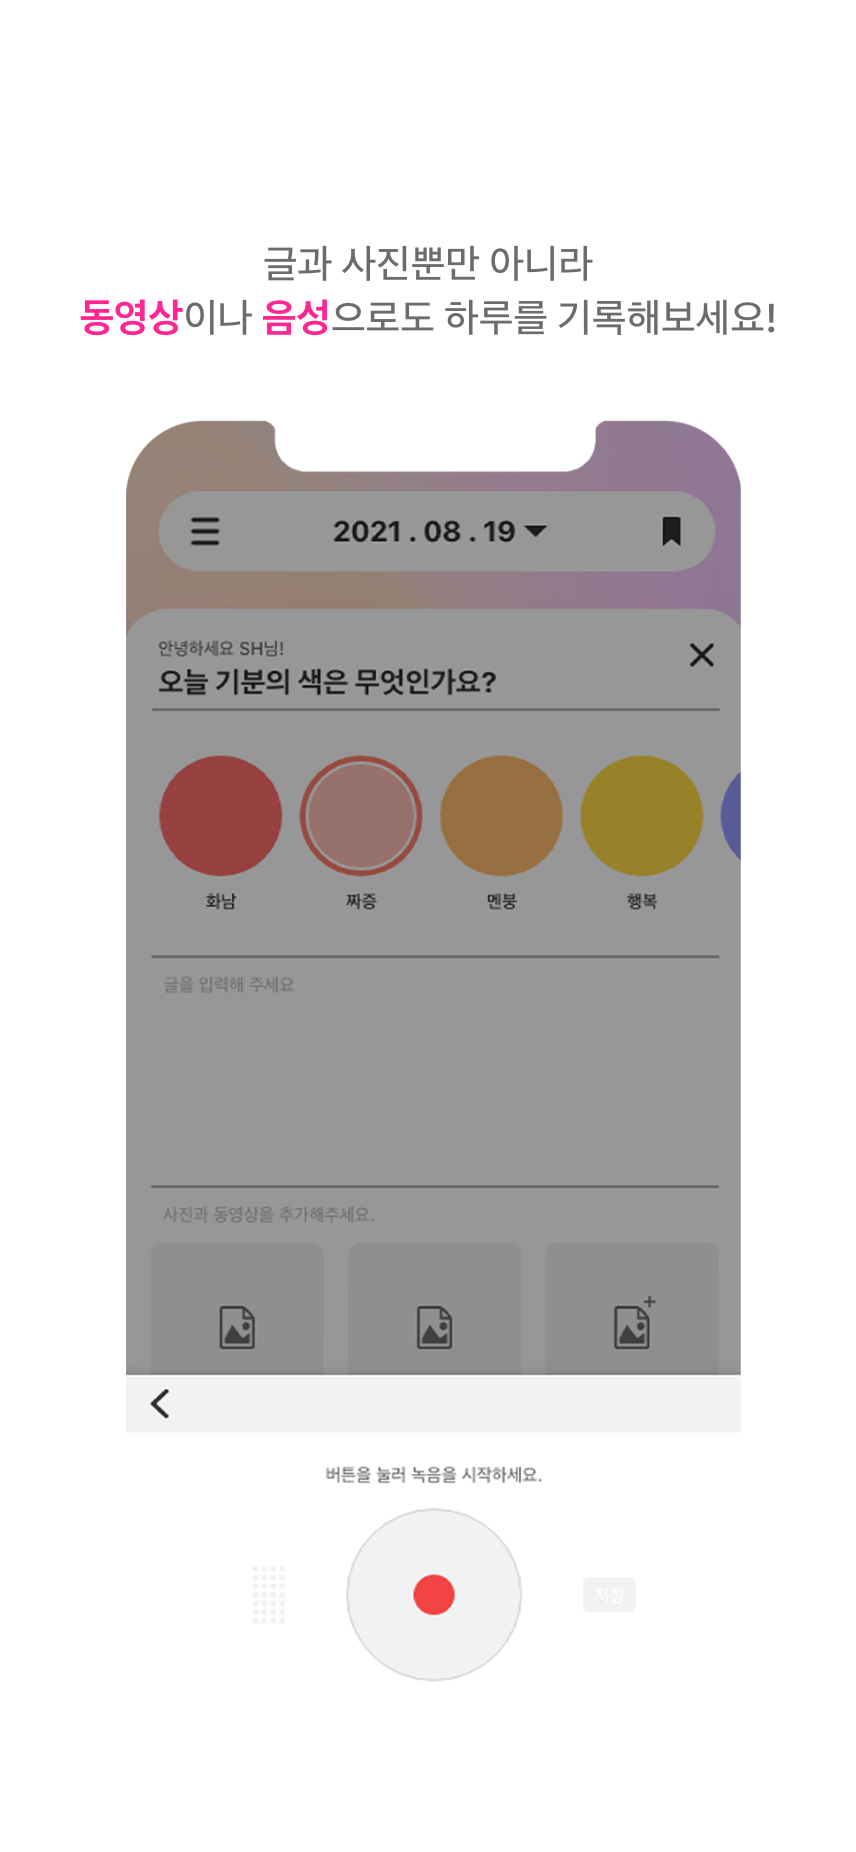 글과 사진뿐만 아니라
동영상이나 음성으로도 하루를 기록해보세요!
2021 . 08 . 19
안녕하세요 SH님!
오늘 기분의 색은 무엇인가요?
화남 짜증 멘붕 행복
글을 입력해 주세요
사진과 동영상을 추가해주세요.
버튼을 눌러 녹음을 시작하세요.
저장